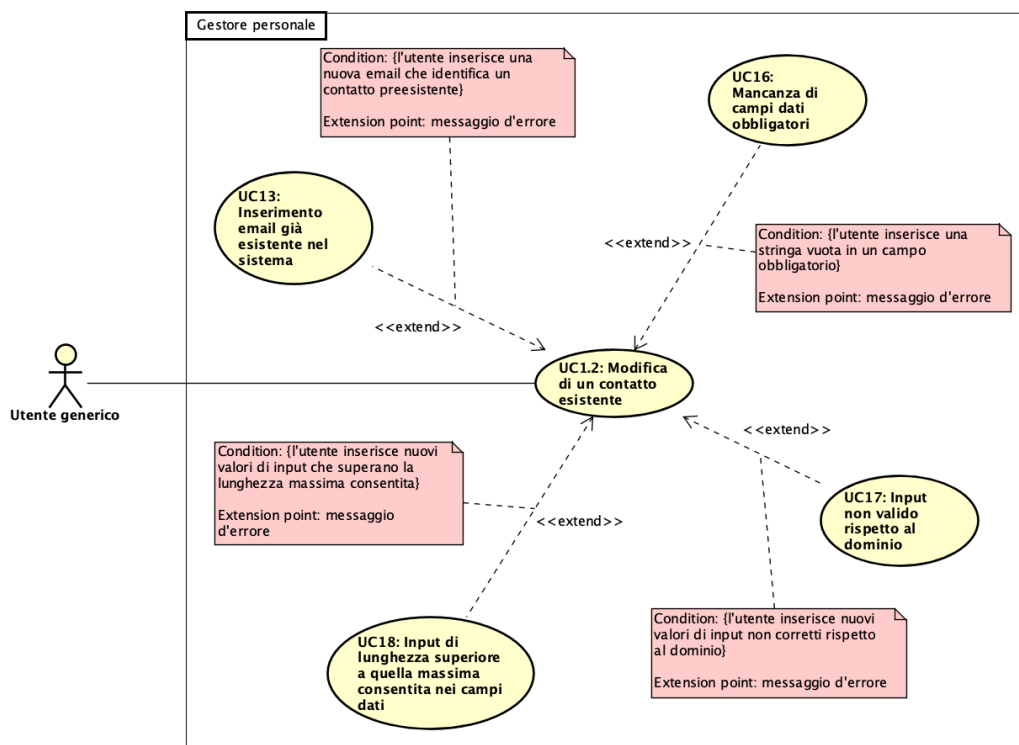 Gestore personale
Condition: {l'utente inserisce una
nuova email che identifica un
contatto preesistente}
Extension point: messaggio d'errore
UC16:
Mancanza di
campi dati
obbligatori
UC13:
Inserimento
email già
esistente nel
sistema
<<extend>>
Condition: {l'utente inserisce una
stringa vuota in un campo
obbligatorio}
Extension point: messaggio d'errore
<<extend>>
Utente generico
UC1.2: Modifica
di un contatto
esistente
<<extend>>
Condition: {l'utente inserisce nuovi
valori di input che superano la
lunghezza massima consentita}
Extension point: messaggio
d'errore
<<extend>>
UC17: Input
non valido
rispetto al
dominio
UC18: Input di
lunghezza superiore
a quella massima
consentita nei campi
dati
Condition: {l'utente inserisce nuovi
valori di input non corretti rispetto
al dominio}
Extension point: messaggio d'errore